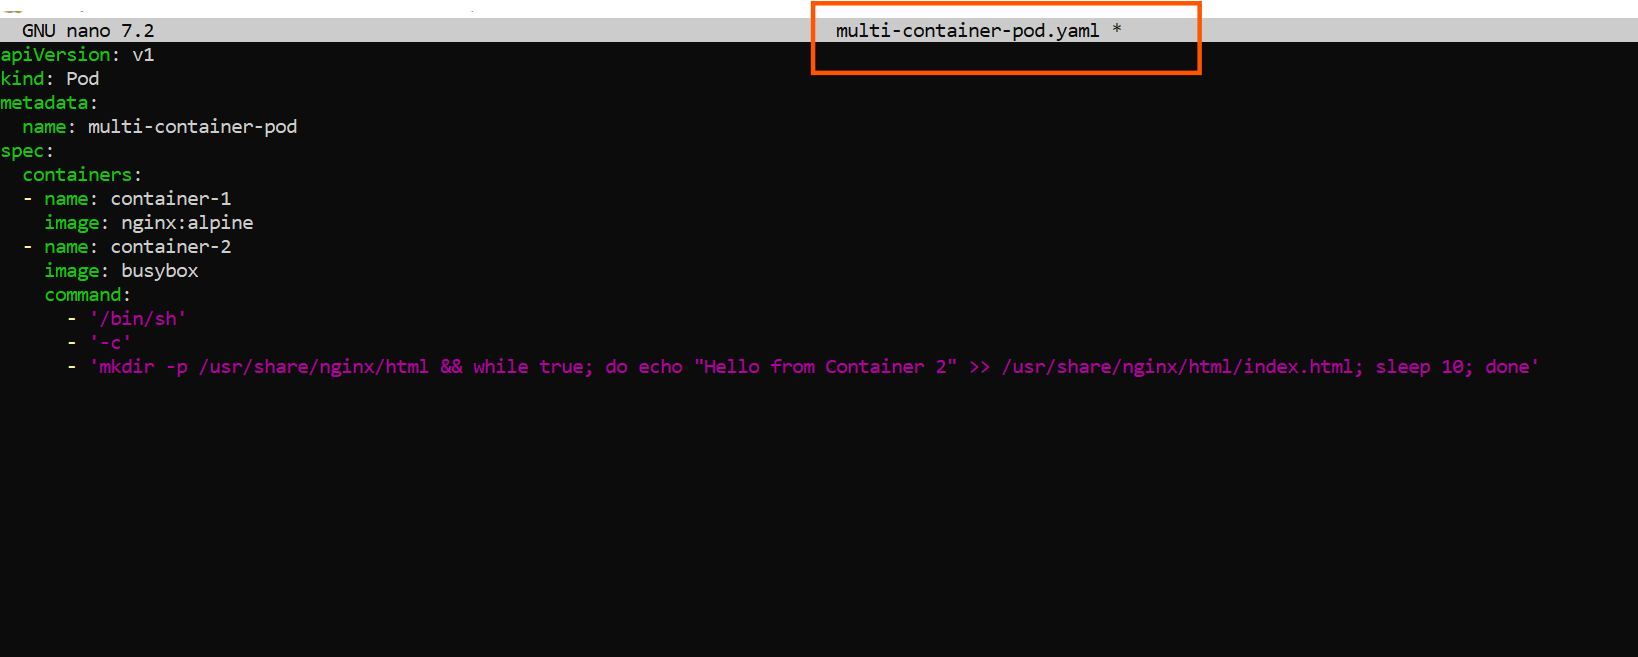 GNU nano 7.2 multi-container-pod.yaml *
apiVersion: v1
kind: Pod
metadata:
  name: multi-container-pod
spec:
  containers:
  - name: container-1
    image: nginx:alpine
  - name: container-2
    image: busybox
    command:
      - '/bin/sh'
      - '-c'
      - 'mkdir -p /usr/share/nginx/html && while true; do echo "Hello from Container 2" >> /usr/share/nginx/html/index.html; sleep 10; done'